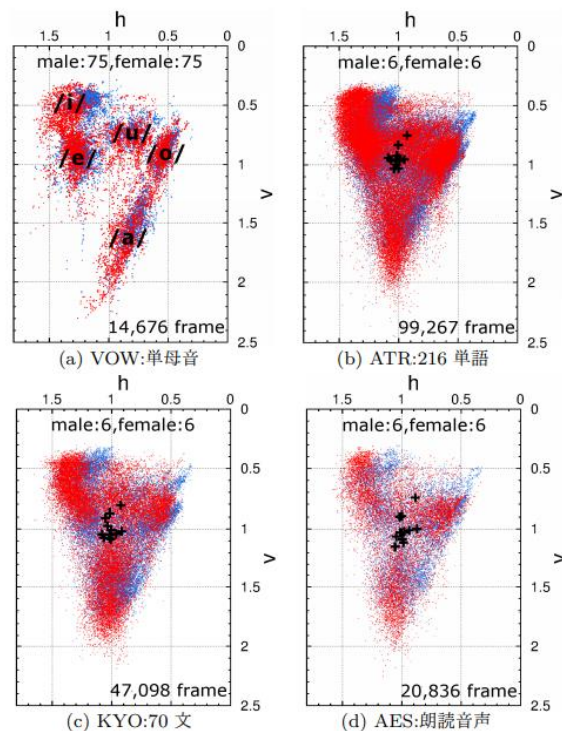 h
1.5 1 0.5 0
male:75,female:75
/i/
/u/
/e/
/o/
/a/
0
0.5
1
1.5
2
2.5
v
14,676 frame
(a) VOW:単母音
h
1.5 1 0.5 0
male:6,female:6
0
0.5
1
1.5
2
2.5
v
99,267 frame
(b) ATR:216 単語
h
1.5 1 0.5 0
male:6,female:6
0
0.5
1
1.5
2
2.5
v
47,098 frame
(c) KYO:70 文
h
1.5 1 0.5 0
male:6,female:6
0
0.5
1
1.5
2
2.5
v
20,836 frame
(d) AES:朗読音声